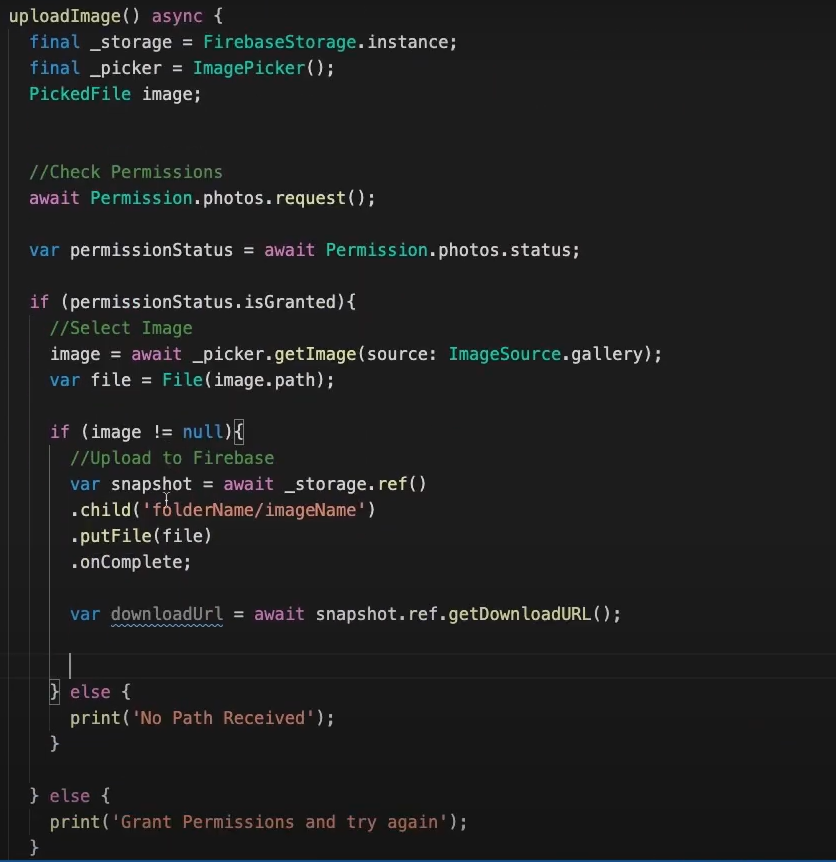 uploadImage() async {
final _storage = FirebaseStorage.instance;
final _picker = ImagePicker();
PickedFile image;
//Check Permissions
await Permission.photos.request();
var permissionStatus = await Permission.photos.status;
if (permissionStatus.isGranted){
//Select Image
image = await _picker.getImage(source: ImageSource.gallery);
var file = File(image.path);
if (image != null){
//Upload to Firebase
var snapshot = await _storage.ref()
.child('folderName/imageName')
.putFile(file)
.onComplete;
var downloadUrl = await snapshot.ref.getDownloadURL();
} else {
print('No Path Received');
}
} else {
print('Grant Permissions and try again');
}